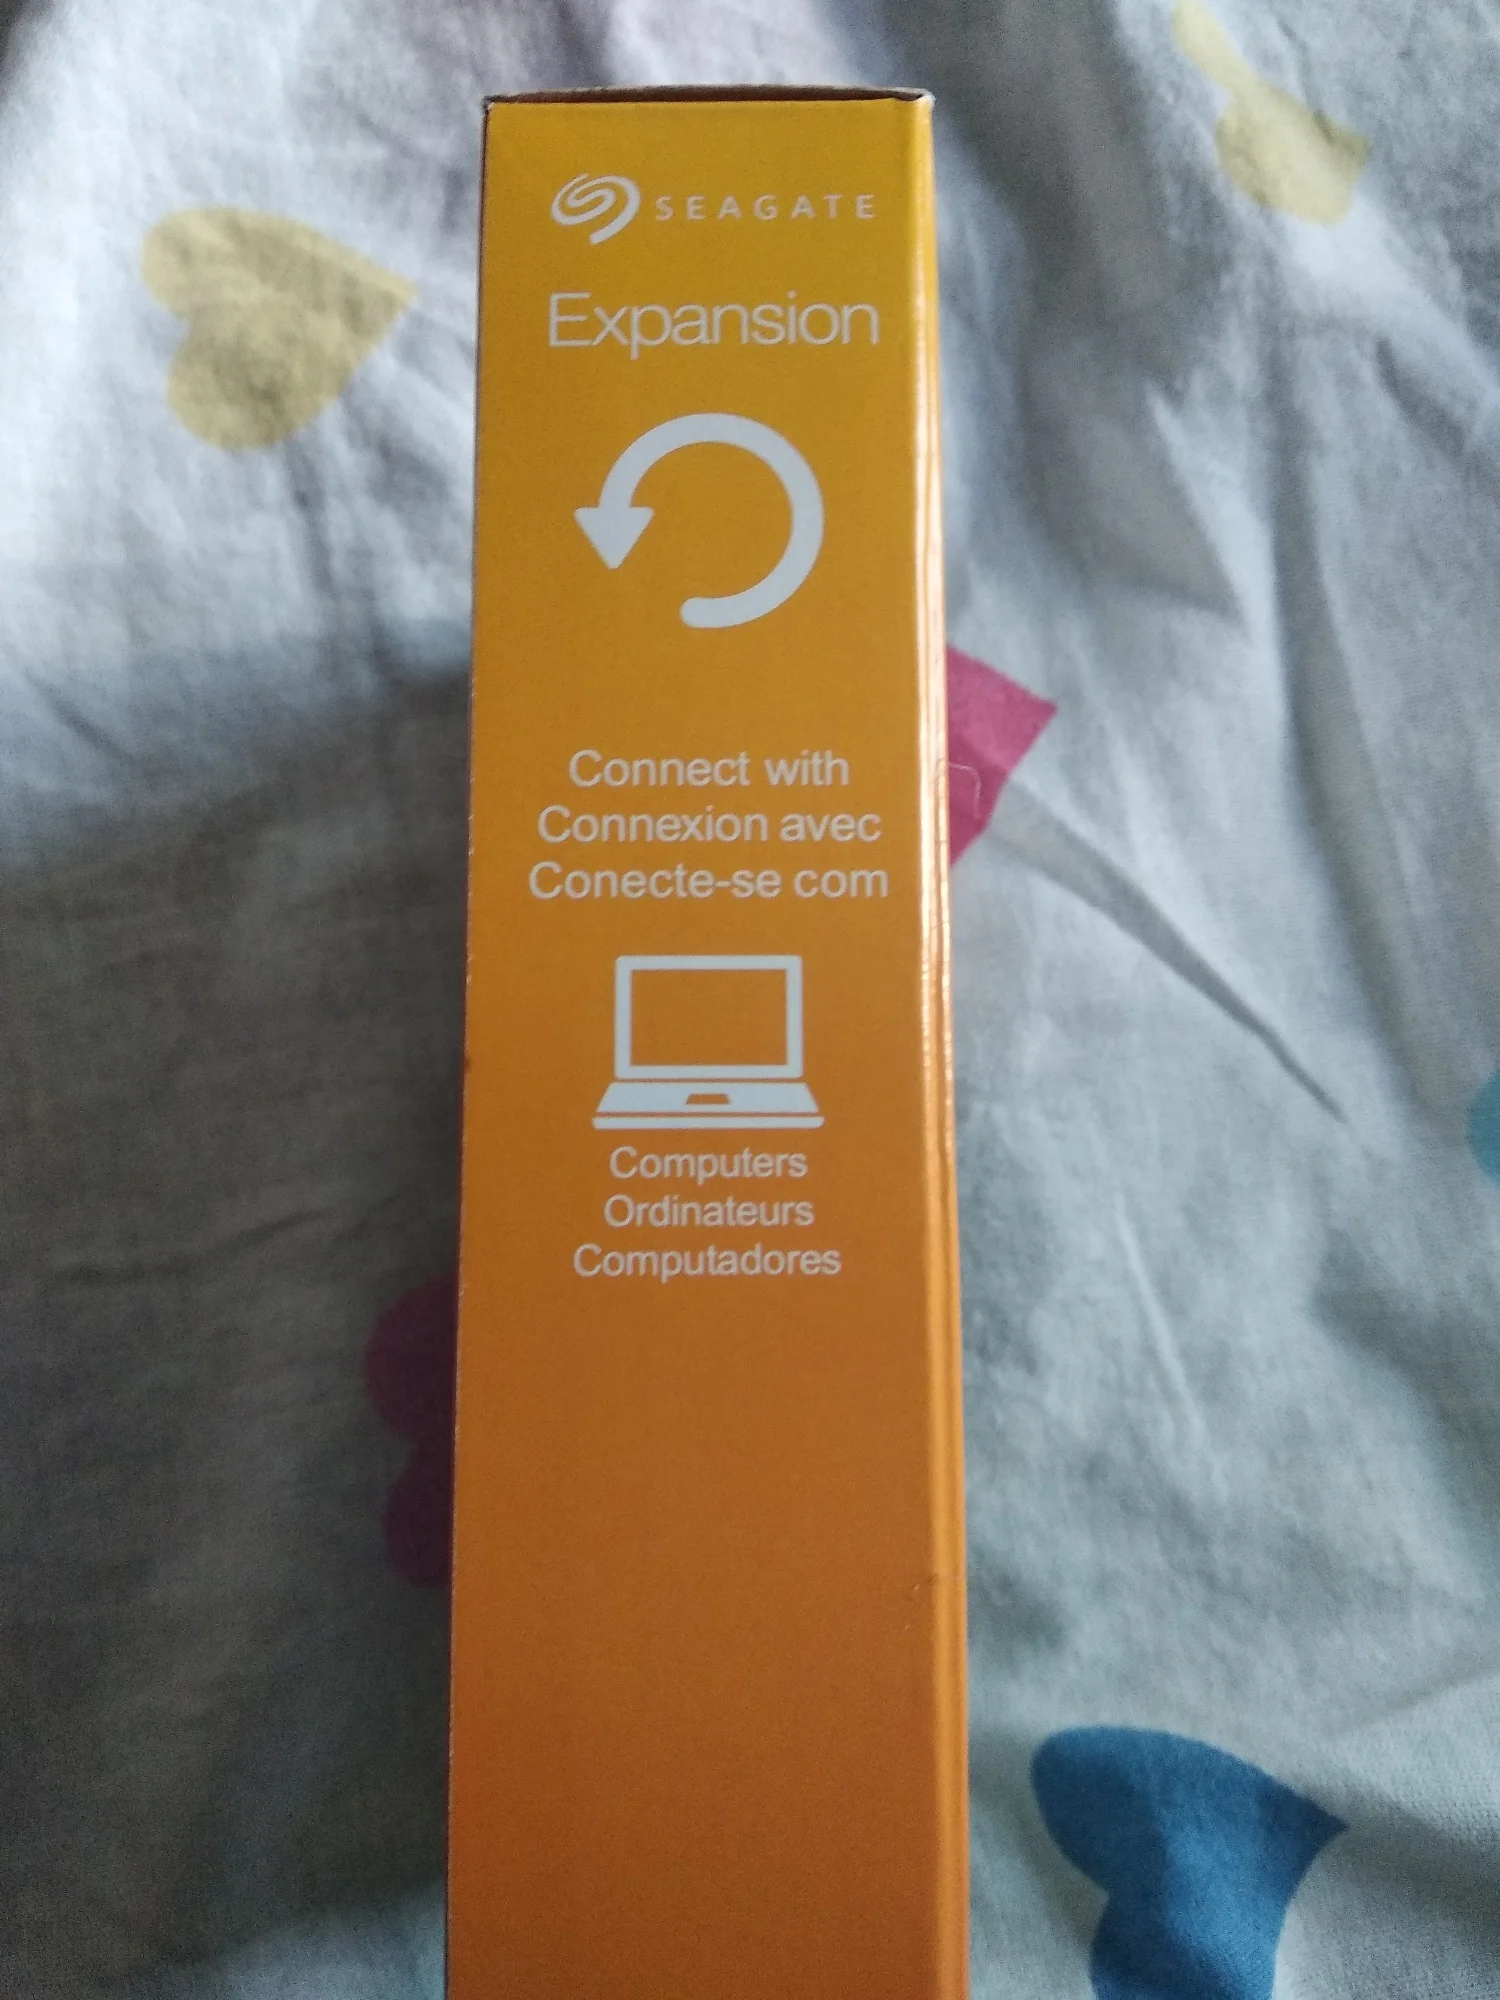 SEAGATE
Expansion
Connect with
Connexion avec
Conecte-se com
Computers
Ordinateurs
Computadores